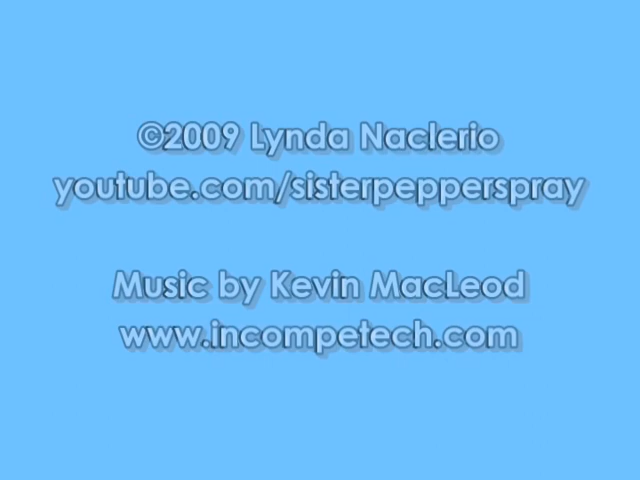 ©2009 Lynda Naclerio
youtube.com/sisterpepperspray
Music by Kevin MacLeod
www.incompetech.com